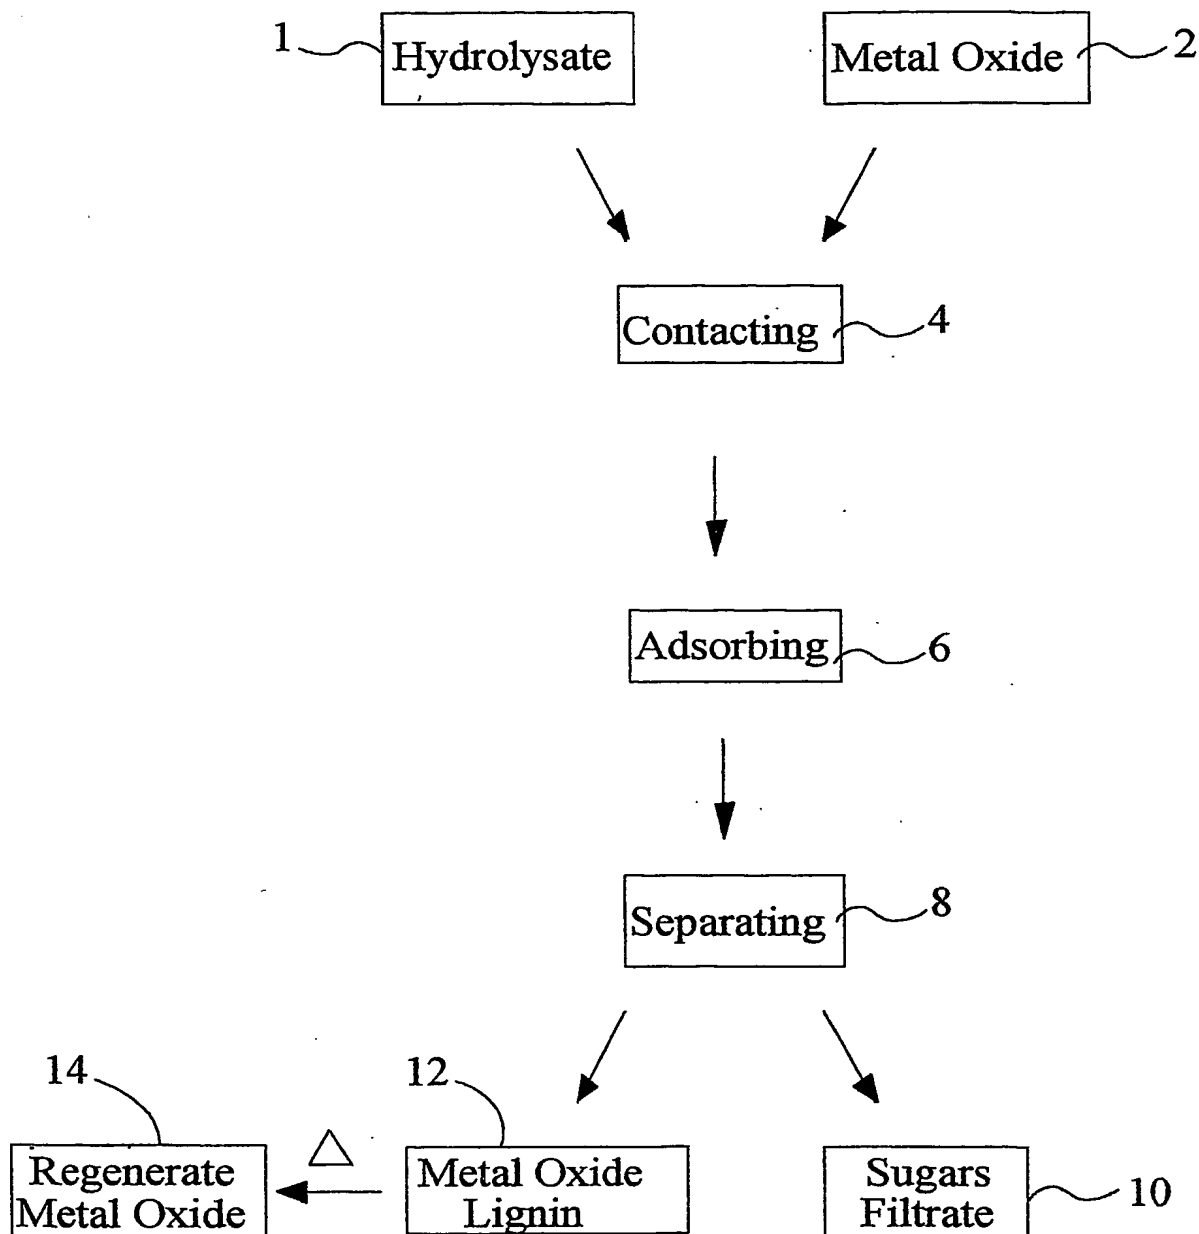 1
Hydrolysate
Metal Oxide
2
Contacting
4
Adsorbing
6
Separating
8
14
12
△
Regenerate
Metal Oxide
Metal Oxide
Lignin
Sugars
Filtrate
10